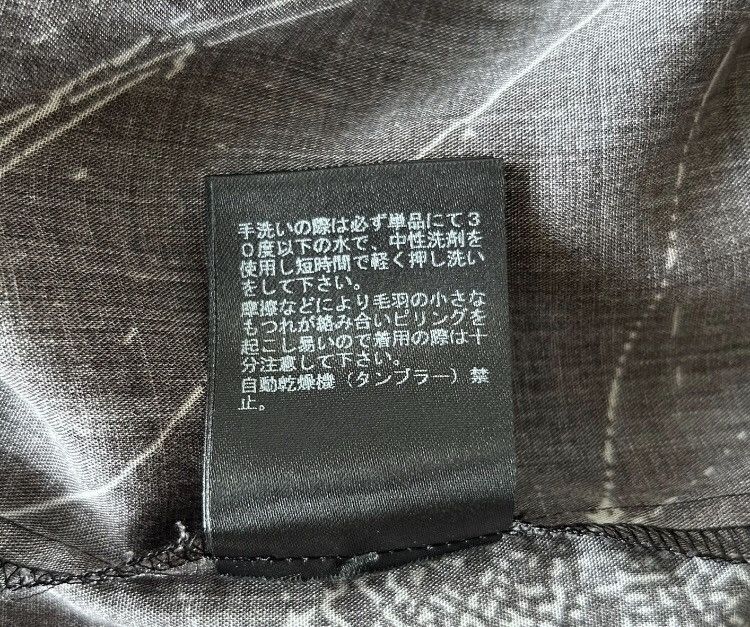 手洗いの際は必ず単品にて３
０度以下の水で、中性洗剤を
使用し短時間で軽く押し洗い
をして下さい。
摩擦などにより毛羽の小さな
もつれが絡み合いピリングを
起こし易いので着用の際は十
分注意して下さい。
自動乾燥機（タンブラー）禁
止。